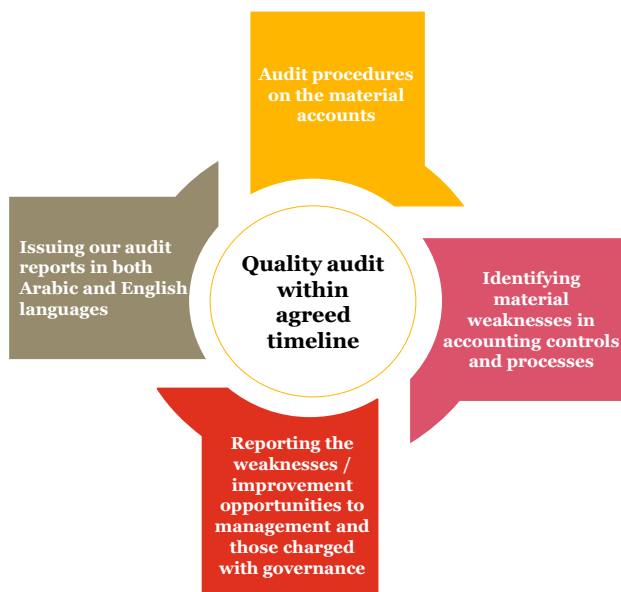 Audit procedures
on the material
accounts
Identifying
material
weaknesses in
accounting controls
and processes
Reporting the
weaknesses /
improvement
opportunities to
management and
those charged
with governance
Issuing our audit
reports in both
Arabic and English
languages
Quality audit
within
agreed
timeline